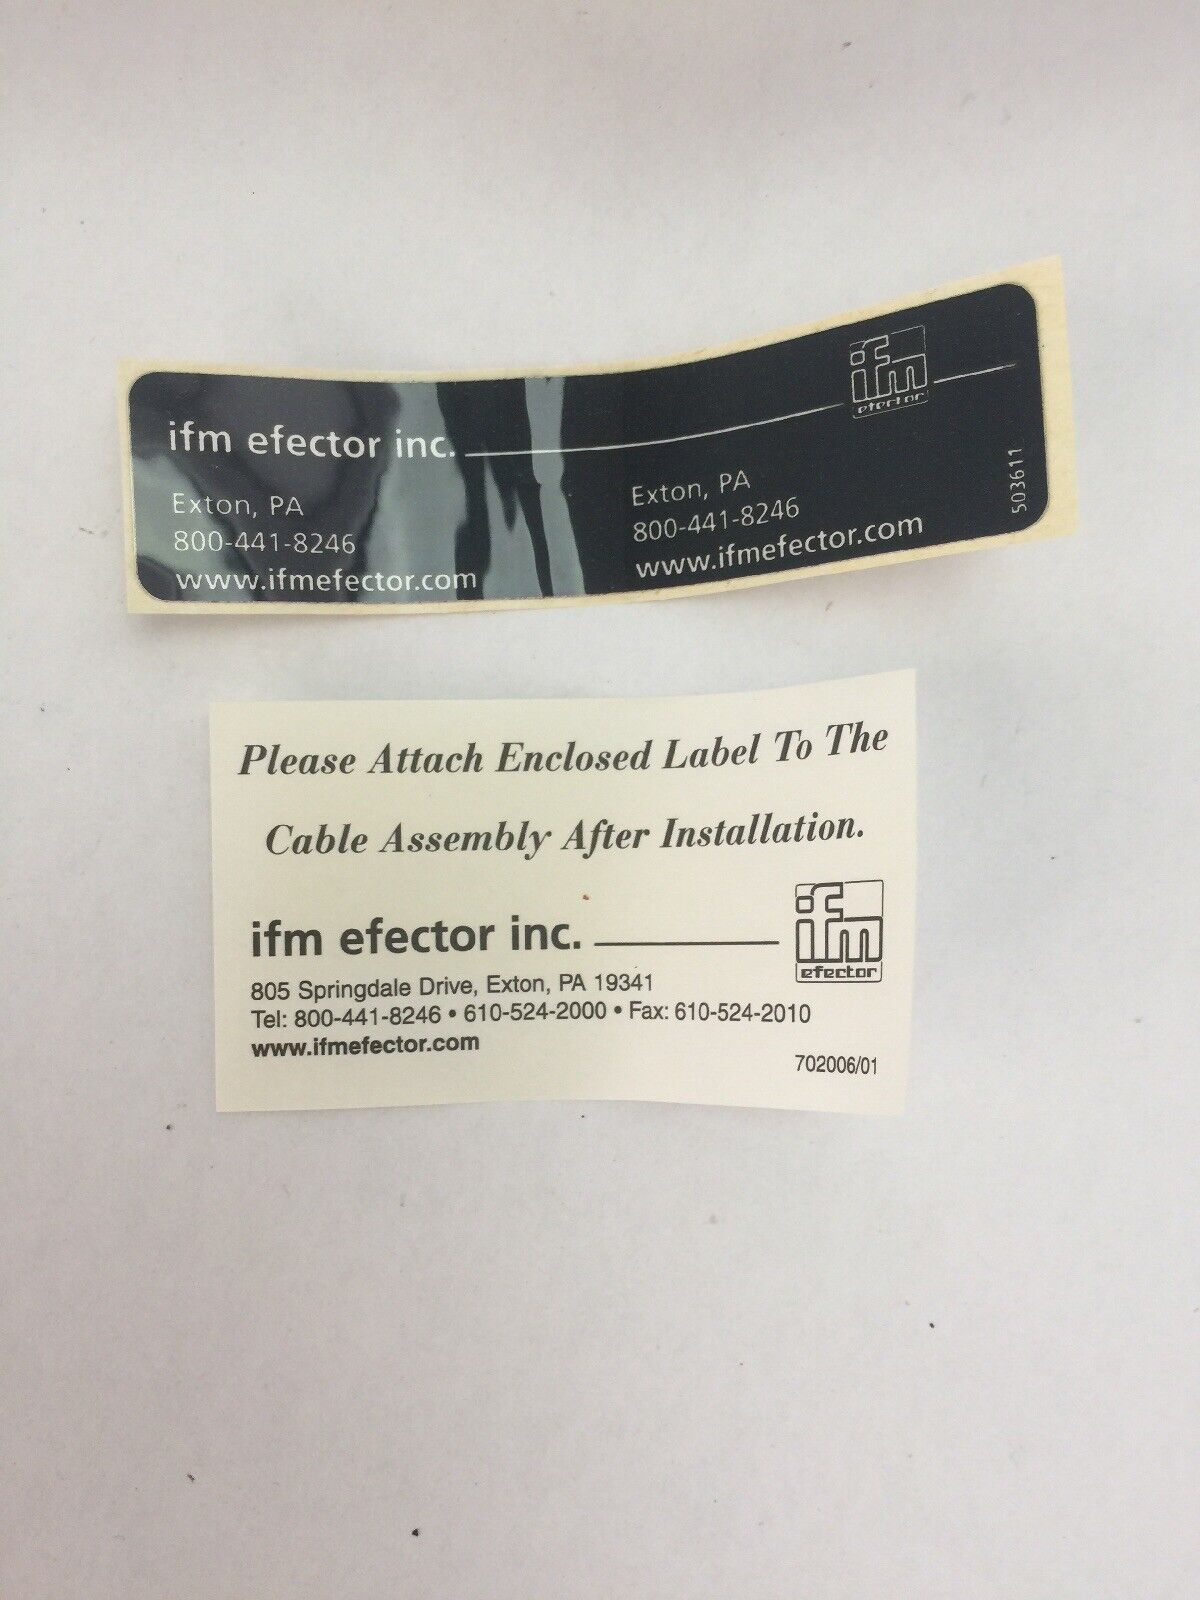 ifm efector inc.
ifm
efector
Exton, PA
800-441-8246
www.ifmefector.com
Exton, PA
800-441-8246
www.ifmefector.com
503611
Please Attach Enclosed Label To The
Cable Assembly After Installation.
ifm efector inc.
ifm
efector
805 Springdale Drive, Exton, PA 19341
Tel: 800-441-8246 • 610-524-2000 • Fax: 610-524-2010
www.ifmefector.com
702006/01